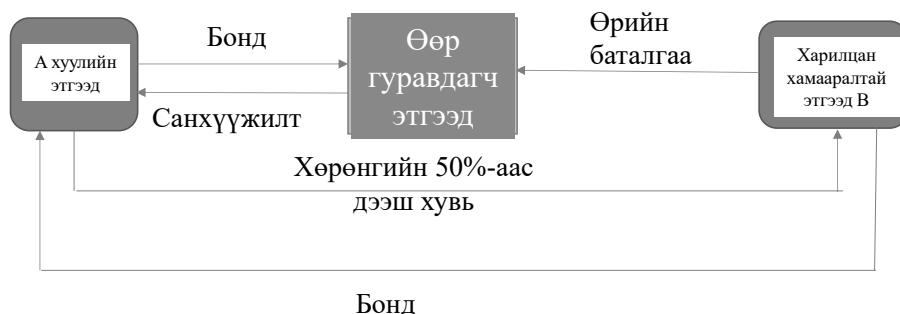 А хуулийн
этгээд
Бонд
Санхүүжилт
Өөр
гуравдагч
этгээд
Өрийн
баталгаа
Харилцан
хамааралтай
этгээд В
Хөрөнгийн 50%-аас
дээш хувь
Бонд